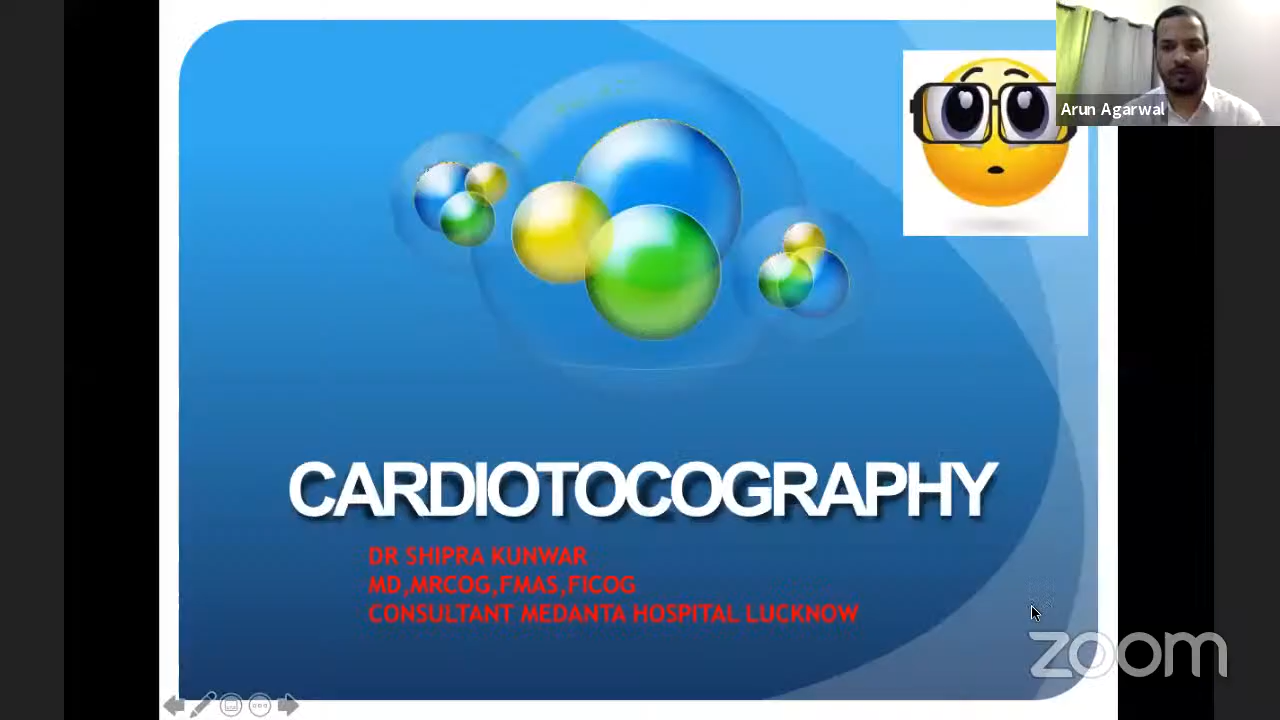 Arun Agarwal
CARDIOTOCOGRAPHY
DR SHIPRA KUNWAR
MD,MRCOG,FMAS,FICOG
CONSULTANT MEDANTA HOSPITAL LUCKNOW
zoom